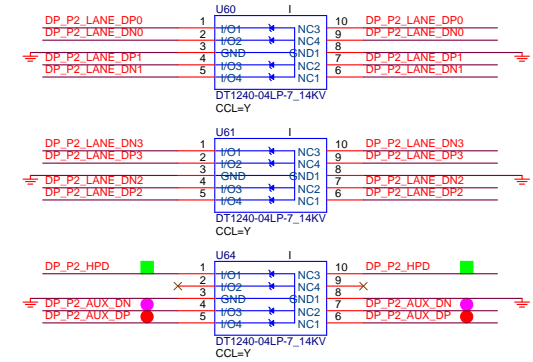 U60 I
DP_P2_LANE_DP0 1 I/O1 NC3 10 DP_P2_LANE_DP0
DP_P2_LANE_DN0 2 I/O2 NC4 9 DP_P2_LANE_DN0
3 GND GND1 8
DP_P2_LANE_DP1 4 I/O3 NC2 7 DP_P2_LANE_DP1
DP_P2_LANE_DN1 5 I/O4 NC1 6 DP_P2_LANE_DN1
DT1240-04LP-7_14KV
CCL=Y
U61 I
DP_P2_LANE_DN3 1 I/O1 NC3 10 DP_P2_LANE_DN3
DP_P2_LANE_DP3 2 I/O2 NC4 9 DP_P2_LANE_DP3
3 GND GND1 8
DP_P2_LANE_DN2 4 I/O3 NC2 7 DP_P2_LANE_DN2
DP_P2_LANE_DP2 5 I/O4 NC1 6 DP_P2_LANE_DP2
DT1240-04LP-7_14KV
CCL=Y
U64 I
DP_P2_HPD 1 I/O1 NC3 10 DP_P2_HPD
2 I/O2 NC4 9
3 GND GND1 8
DP_P2_AUX_DN 4 I/O3 NC2 7 DP_P2_AUX_DN
DP_P2_AUX_DP 5 I/O4 NC1 6 DP_P2_AUX_DP
DT1240-04LP-7_14KV
CCL=Y